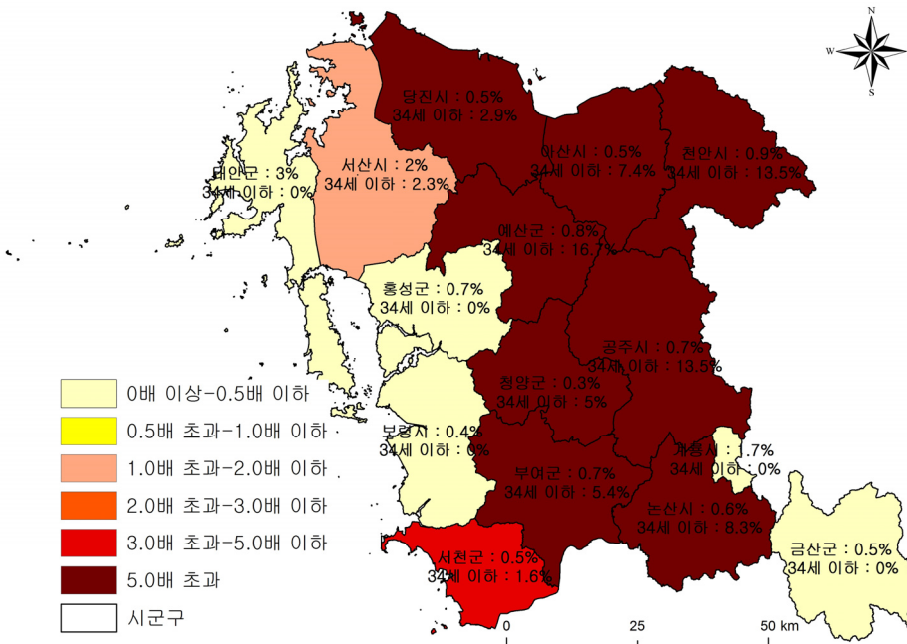 N
W
S
당진시 : 0.5%
34세 이하 : 2.9%
아산시 : 0.5%
34세 이하 : 7.4%
천안시 : 0.9%
34세 이하 : 13.5%
서산시 : 2%
34세 이하 : 2.3%
태안군 : 3%
34세 이하 : 0%
예산군 : 0.8%
34세 이하 : 16.7%
홍성군 : 0.7%
34세 이하 : 0%
공주시 : 0.7%
34세 이하 : 13.5%
청양군 : 0.3%
34세 이하 : 5%
보령시 : 0.4%
34세 이하 : 0%
계룡시 : 1.7%
34세 이하 : 0%
부여군 : 0.7%
34세 이하 : 5.4%
논산시 : 0.6%
34세 이하 : 8.3%
금산군 : 0.5%
34세 이하 : 0%
서천군 : 0.5%
34세 이하 : 1.6%
0배 이상-0.5배 이하
0.5배 초과-1.0배 이하
1.0배 초과-2.0배 이하
2.0배 초과-3.0배 이하
3.0배 초과-5.0배 이하
5.0배 초과
시군구
0 25 50 km